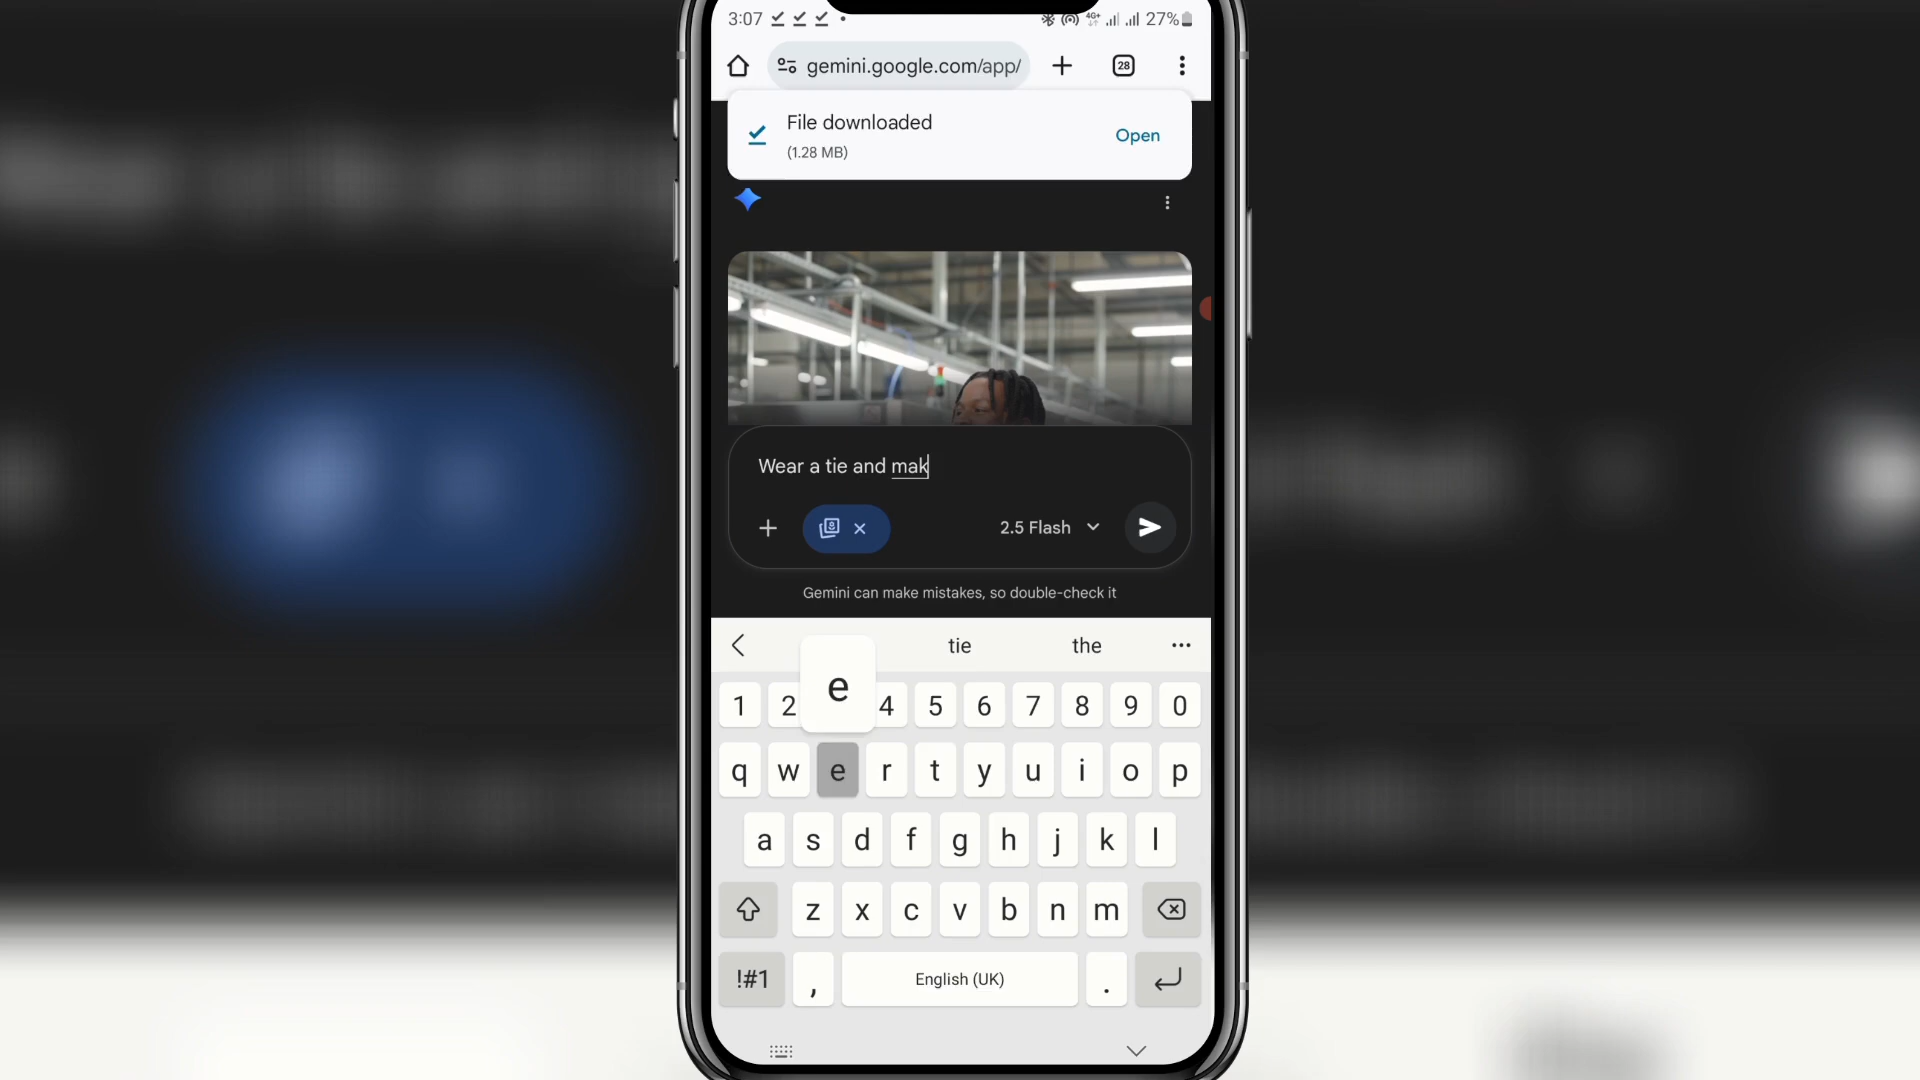 3:07 4G+ 27%
gemini.google.com/app/ 28
File downloaded
Open
(1.28 MB)
Wear a tie and mak
2.5 Flash
Gemini can make mistakes, so double-check it
tie the
e
1 2 4 5 6 7 8 9 0
q w e r t y u i o p
a s d f g h j k l
z x c v b n m
!#1 , English (UK) .